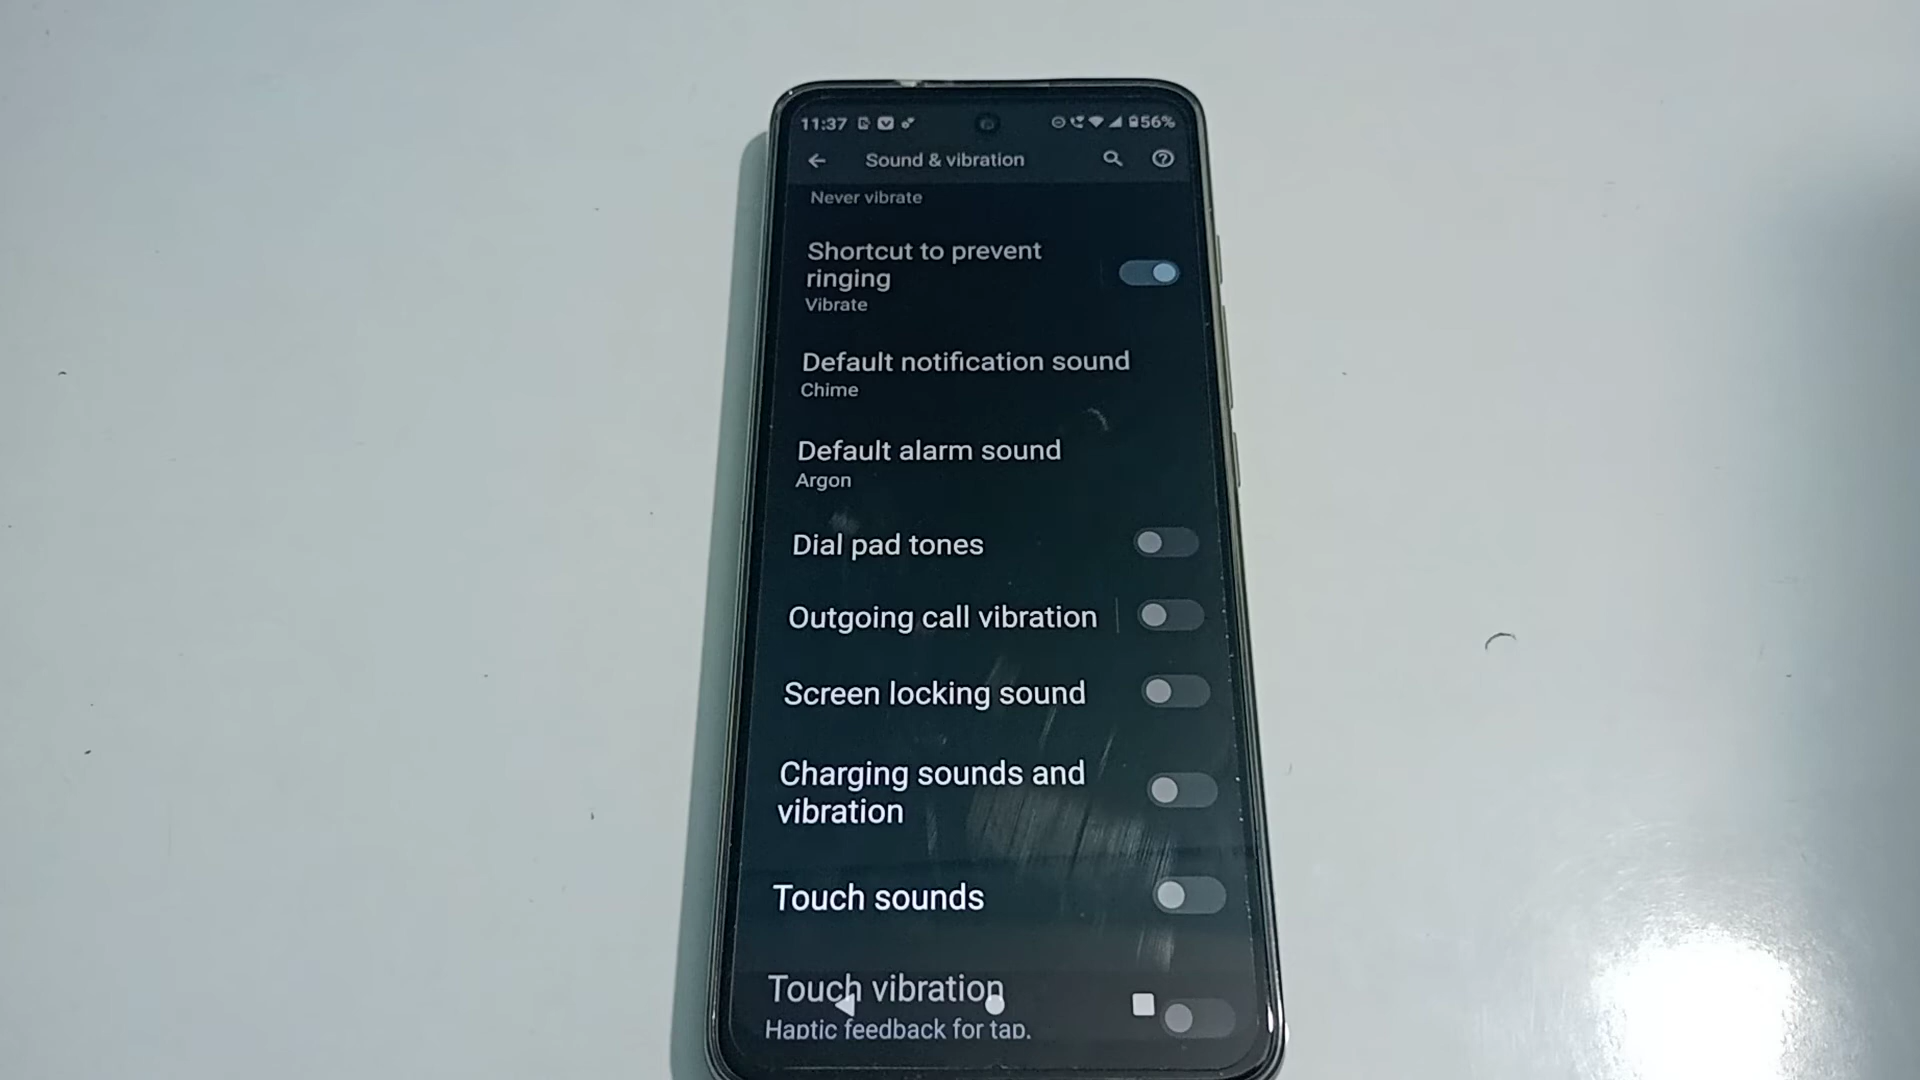 11:37 56%
Sound & vibration
Never vibrate
Shortcut to prevent
ringing
Vibrate
Default notification sound
Chime
Default alarm sound
Argon
Dial pad tones
Outgoing call vibration
Screen locking sound
Charging sounds and
vibration
Touch sounds
Touch vibration
Haptic feedback for tap,